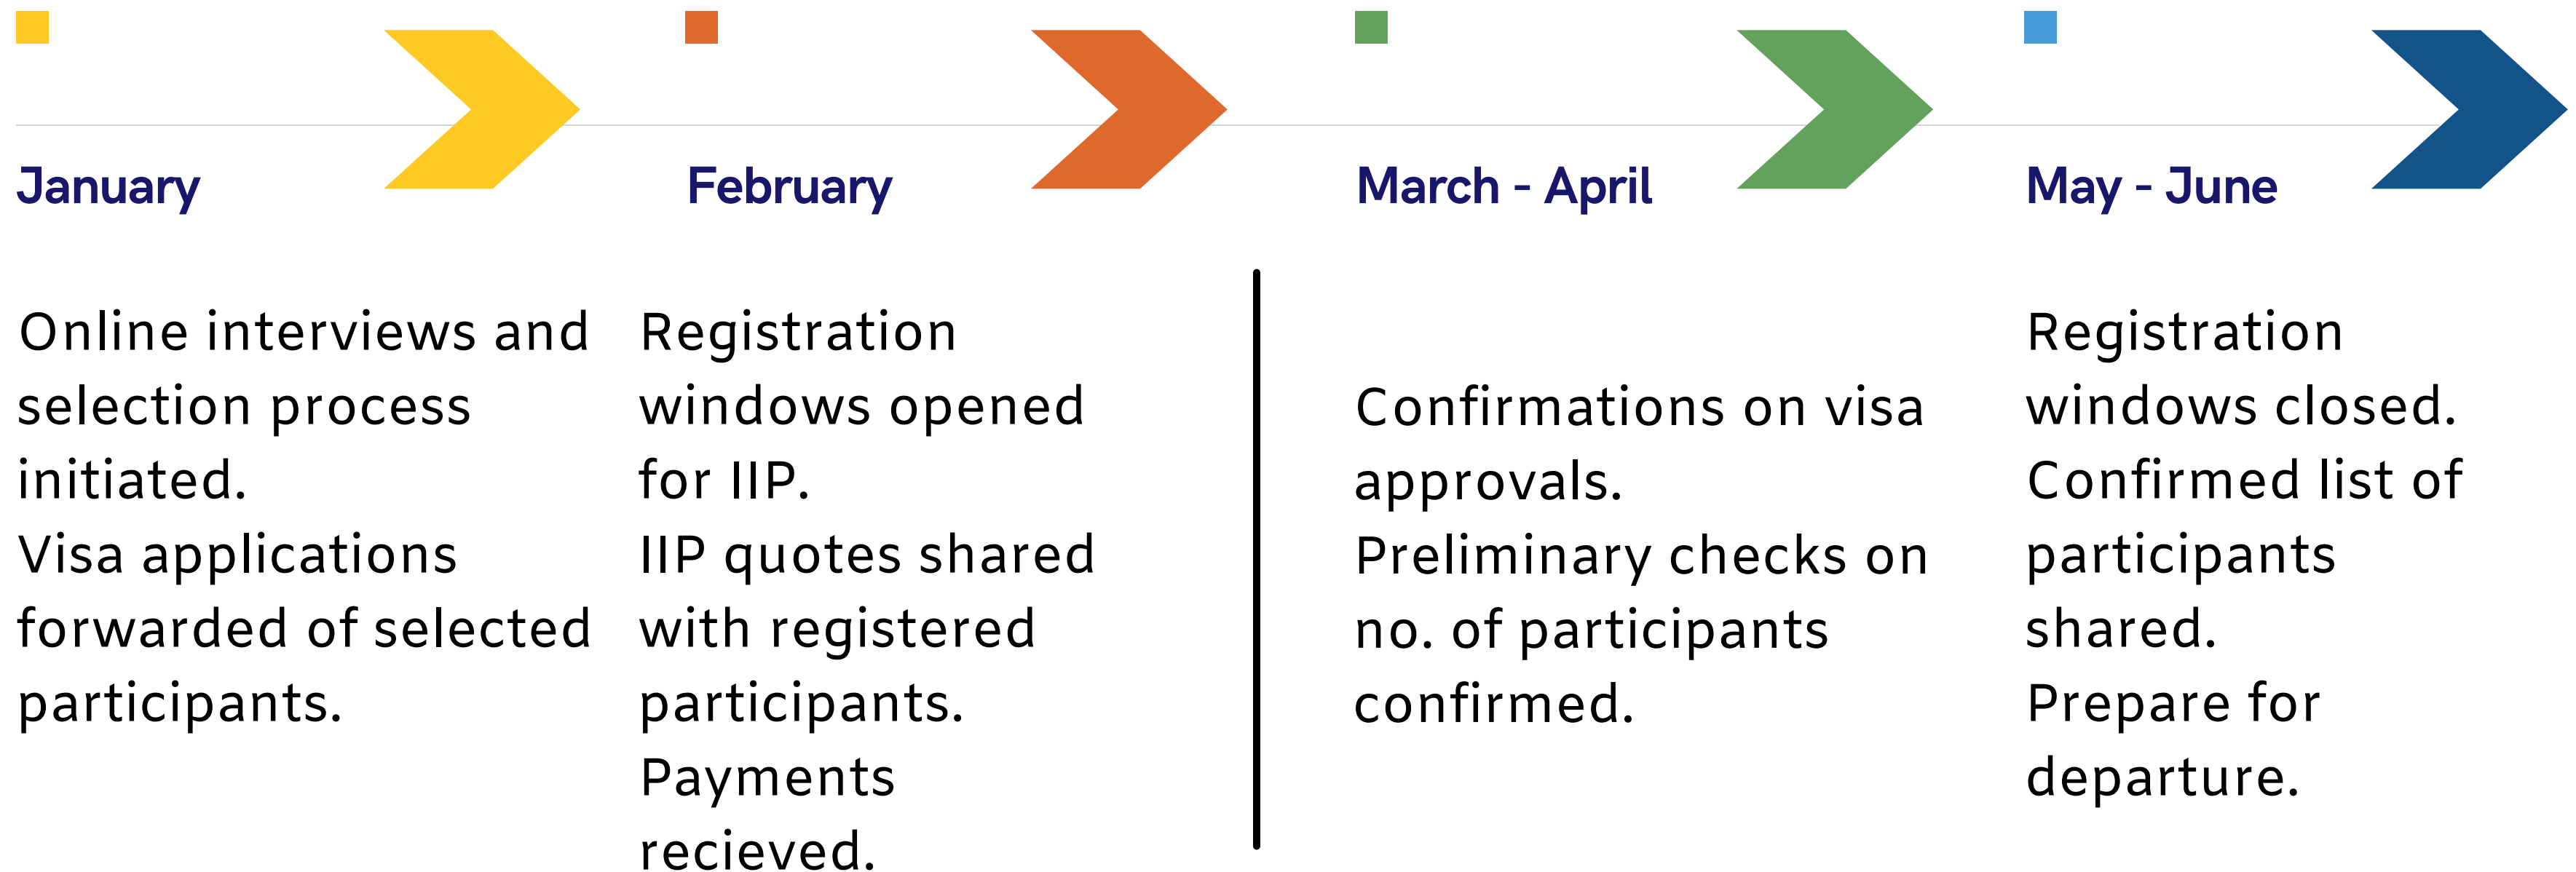 January
Online interviews and
selection process
initiated.
Visa applications
forwarded of selected
participants.
February
Registration
windows opened
for IIP.
IIP quotes shared
with registered
participants.
Payments
recieved.
March - April
Confirmations on visa
approvals.
Preliminary checks on
no. of participants
confirmed.
May - June
Registration
windows closed.
Confirmed list of
participants
shared.
Prepare for
departure.